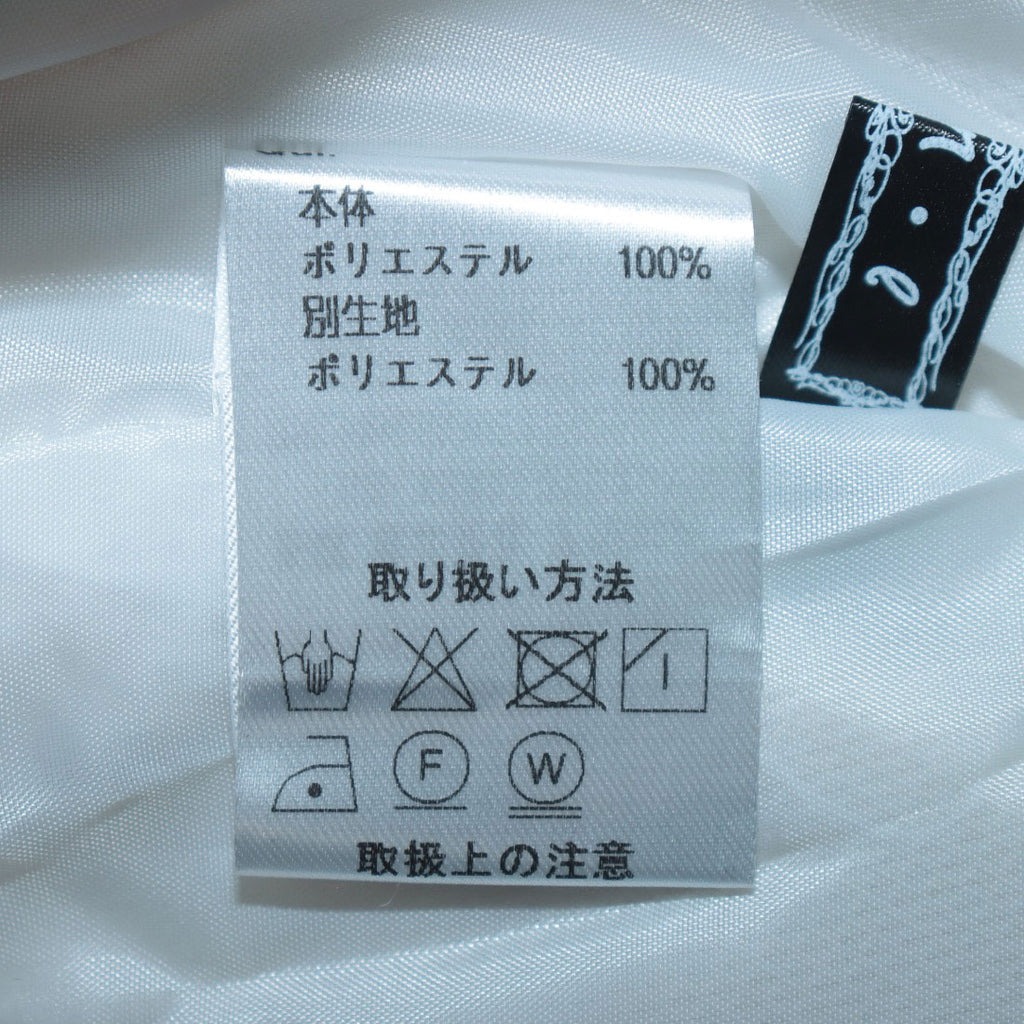 本体
ポリエステル 100%
別生地
ポリエステル 100%
取り扱い方法
F W
取扱上の注意